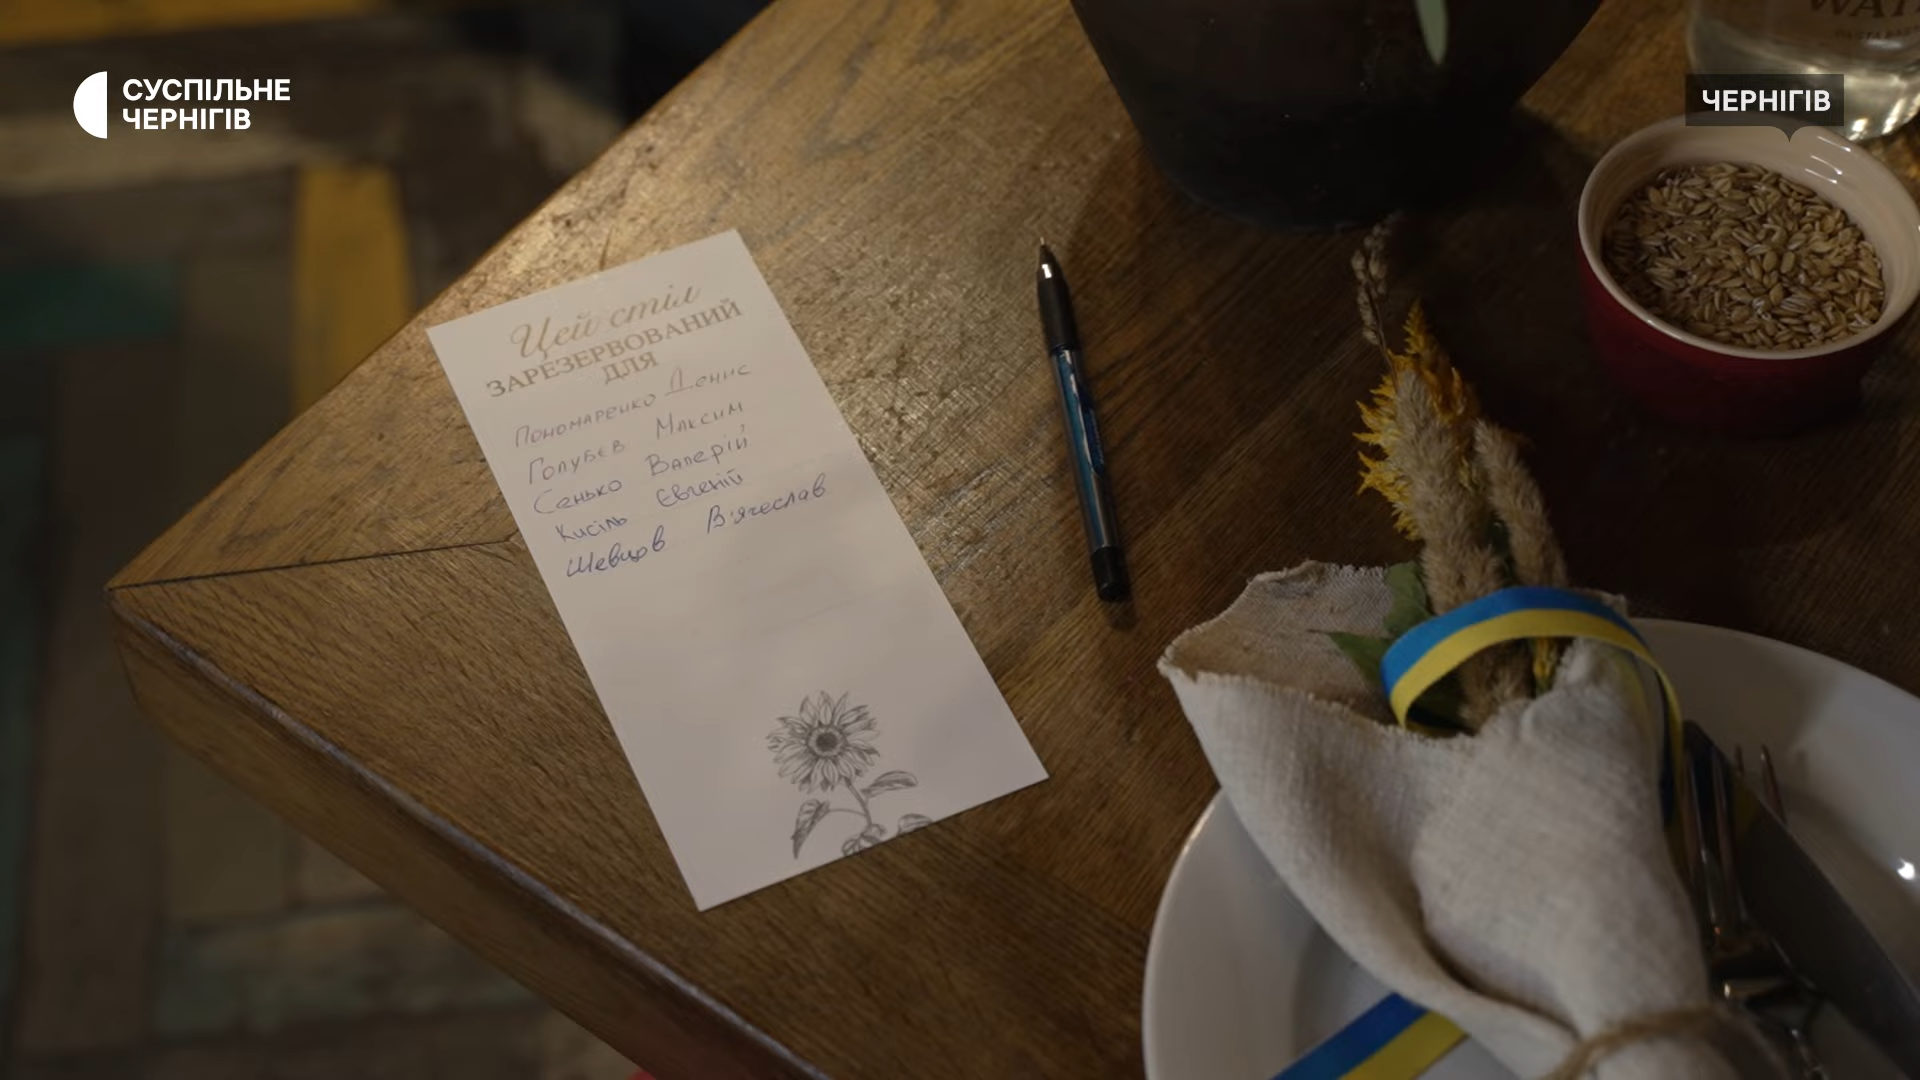 СУСПІЛЬНЕ
ЧЕРНІГІВ
ЧЕРНІГІВ
Цей стіл
ЗАРЕЗЕРВОВАНИЙ
ДЛЯ
Пономаренко Денис
Голубєв Максим
Сенько Валерій
Кисіль Євгеній
Шевцов В'ячеслав